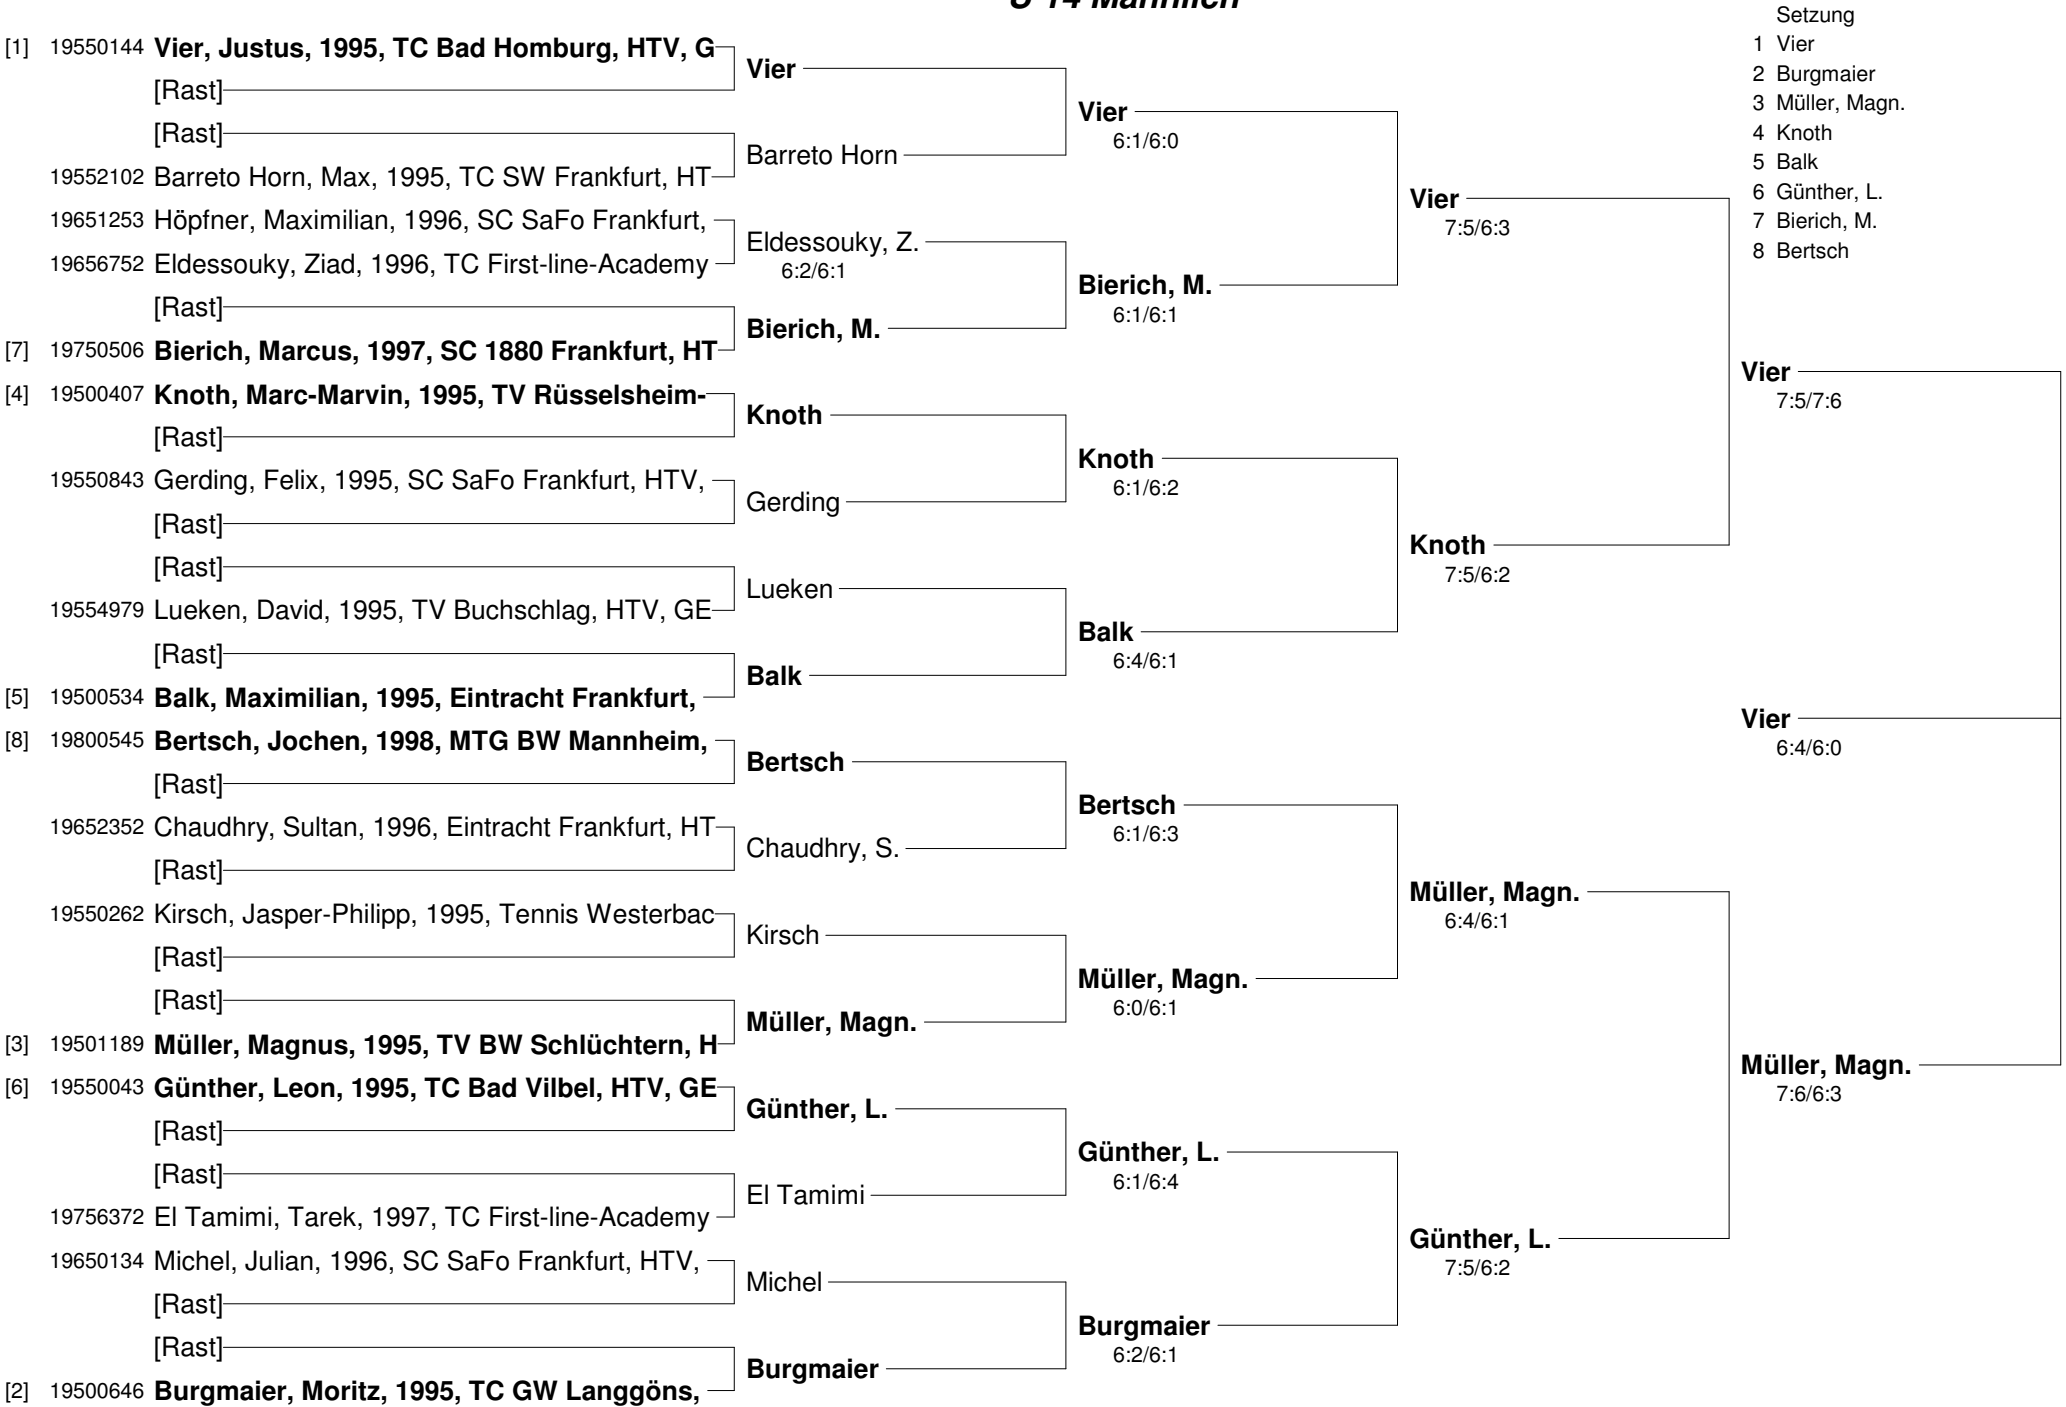 U 14 Männlich
Setzung
1 Vier
2 Burgmaier
3 Müller, Magn.
4 Knoth
5 Balk
6 Günther, L.
7 Bierich, M.
8 Bertsch
[1] 19550144 Vier, Justus, 1995, TC Bad Homburg, HTV, G
[Rast]
[Rast]
19552102 Barreto Horn, Max, 1995, TC SW Frankfurt, HT
19651253 Höpfner, Maximilian, 1996, SC SaFo Frankfurt,
19656752 Eldessouky, Ziad, 1996, TC First-line-Academy
[Rast]
[7] 19750506 Bierich, Marcus, 1997, SC 1880 Frankfurt, HT
[4] 19500407 Knoth, Marc-Marvin, 1995, TV Rüsselsheim-
[Rast]
19550843 Gerding, Felix, 1995, SC SaFo Frankfurt, HTV,
[Rast]
[Rast]
19554979 Lueken, David, 1995, TV Buchschlag, HTV, GE
[Rast]
[5] 19500534 Balk, Maximilian, 1995, Eintracht Frankfurt,
[8] 19800545 Bertsch, Jochen, 1998, MTG BW Mannheim,
[Rast]
19652352 Chaudhry, Sultan, 1996, Eintracht Frankfurt, HT
[Rast]
19550262 Kirsch, Jasper-Philipp, 1995, Tennis Westerbac
[Rast]
[Rast]
[3] 19501189 Müller, Magnus, 1995, TV BW Schlüchtern, H
[6] 19550043 Günther, Leon, 1995, TC Bad Vilbel, HTV, GE
[Rast]
[Rast]
19756372 El Tamimi, Tarek, 1997, TC First-line-Academy
19650134 Michel, Julian, 1996, SC SaFo Frankfurt, HTV,
[Rast]
[Rast]
[2] 19500646 Burgmaier, Moritz, 1995, TC GW Langgöns,
Vier
Barreto Horn
Eldessouky, Z.
6:2/6:1
Bierich, M.
Knoth
Gerding
Lueken
Balk
Bertsch
Chaudhry, S.
Kirsch
Müller, Magn.
Günther, L.
El Tamimi
Michel
Burgmaier
Vier
6:1/6:0
Bierich, M.
6:1/6:1
Knoth
6:1/6:2
Balk
6:4/6:1
Bertsch
6:1/6:3
Müller, Magn.
6:0/6:1
Günther, L.
6:1/6:4
Burgmaier
6:2/6:1
Vier
7:5/6:3
Knoth
7:5/6:2
Müller, Magn.
6:4/6:1
Günther, L.
7:5/6:2
Vier
7:5/7:6
Vier
6:4/6:0
Müller, Magn.
7:6/6:3